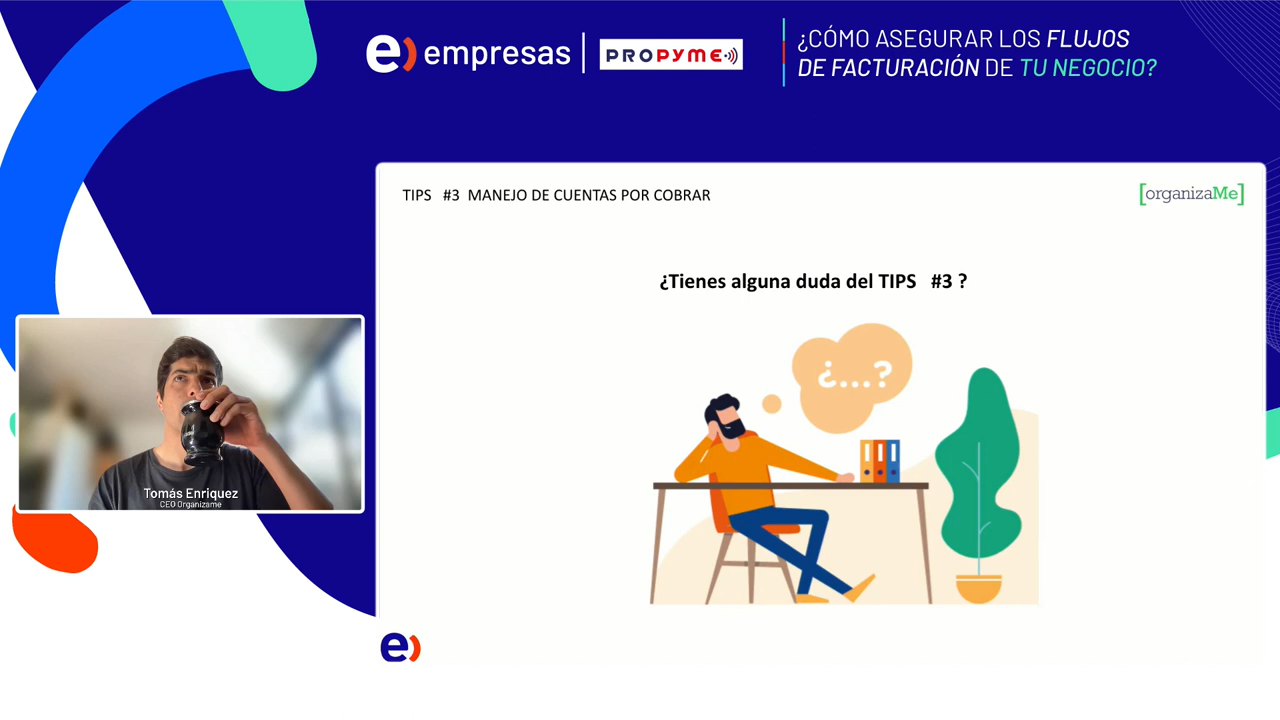 e) empresas
PROPYME
¿CÓMO ASEGURAR LOS FLUJOS
DE FACTURACIÓN DE TU NEGOCIO?
TIPS #3 MANEJO DE CUENTAS POR COBRAR
[organizaMe]
¿Tienes alguna duda del TIPS #3 ?
¿....?
Tomás Enriquez
CEO Organizame
e)